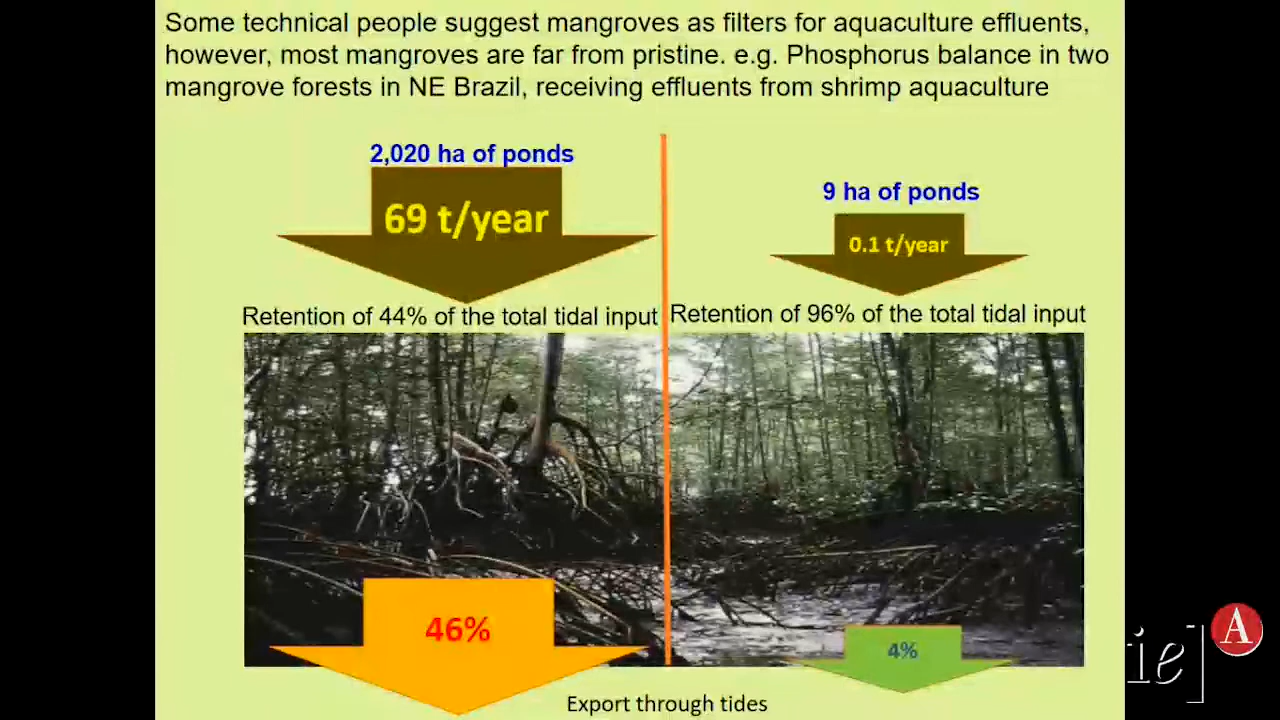 Some technical people suggest mangroves as filters for aquaculture effluents,
however, most mangroves are far from pristine. e.g. Phosphorus balance in two
mangrove forests in NE Brazil, receiving effluents from shrimp aquaculture
2,020 ha of ponds
69 t/year
Retention of 44% of the total tidal input
9 ha of ponds
0.1 t/year
Retention of 96% of the total tidal input
46%
4%
Export through tides
ie]
A